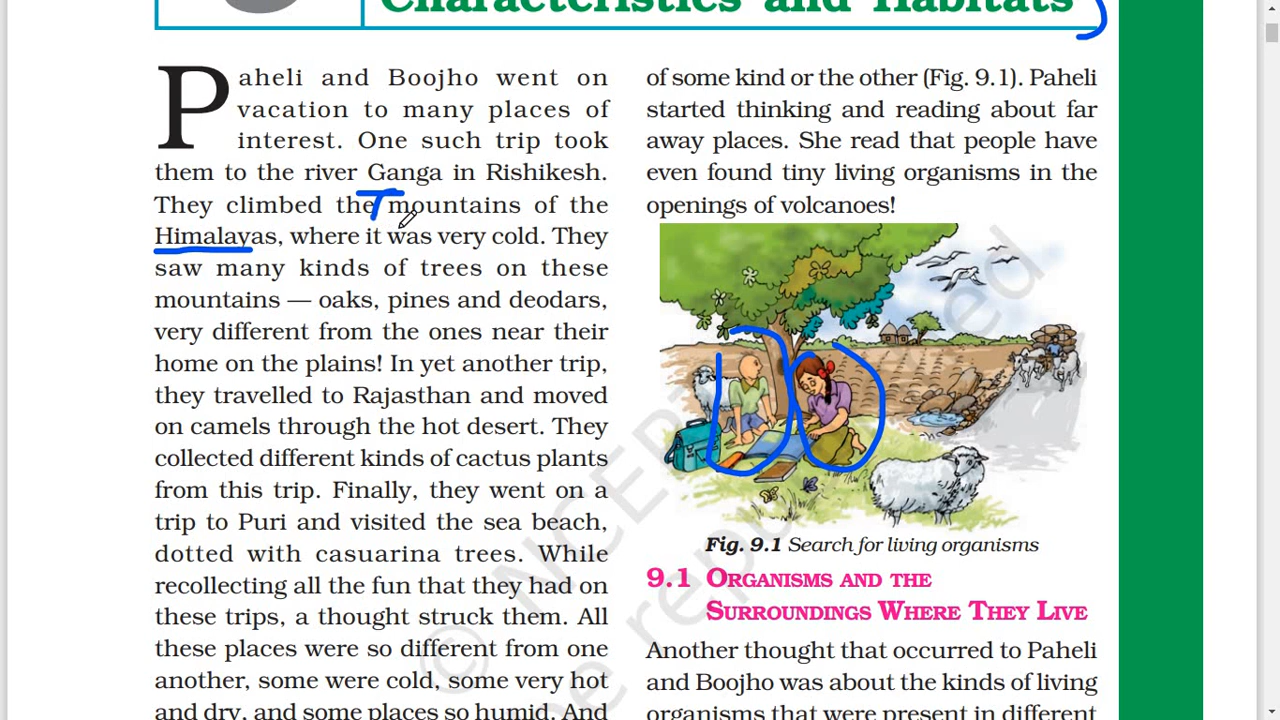 Characteristics and Habitats
Paheli and Boojho went on
vacation to many places of
interest. One such trip took
them to the river Ganga in Rishikesh.
They climbed the mountains of the
Himalayas, where it was very cold. They
saw many kinds of trees on these
mountains — oaks, pines and deodars,
very different from the ones near their
home on the plains! In yet another trip,
they travelled to Rajasthan and moved
on camels through the hot desert. They
collected different kinds of cactus plants
from this trip. Finally, they went on a
trip to Puri and visited the sea beach,
dotted with casuarina trees. While
recollecting all the fun that they had on
these trips, a thought struck them. All
these places were so different from one
another, some were cold, some very hot
and dry, and some places so humid. And
of some kind or the other (Fig. 9.1). Paheli
started thinking and reading about far
away places. She read that people have
even found tiny living organisms in the
openings of volcanoes!
Fig. 9.1 Search for living organisms
9.1 ORGANISMS AND THE
SURROUNDINGS WHERE THEY LIVE
Another thought that occurred to Paheli
and Boojho was about the kinds of living
organisms that were present in different